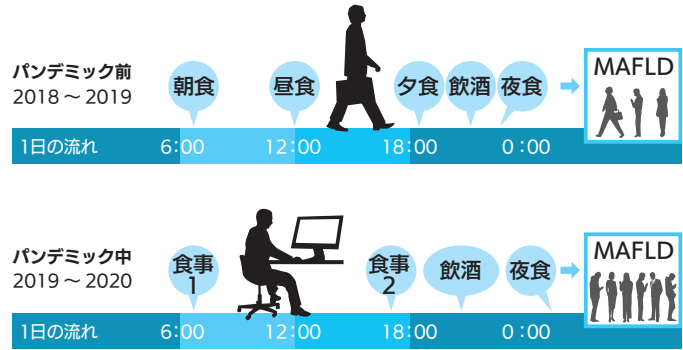 パンデミック前
2018～2019
朝食
昼食
夕食
飲酒
夜食
MAFLD
1日の流れ
6:00
12:00
18:00
0:00
パンデミック中
2019～2020
食事
1
食事
2
飲酒
夜食
MAFLD
1日の流れ
6:00
12:00
18:00
0:00